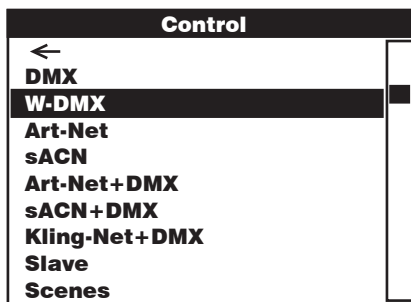 Control
←
DMX
W-DMX
Art-Net
sACN
Art-Net+DMX
sACN+DMX
Kling-Net+DMX
Slave
Scenes